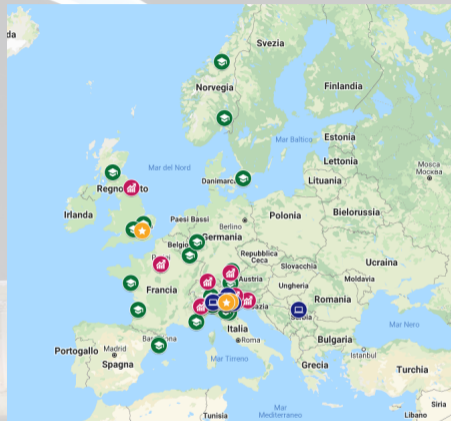 da
Svezia
Norvegia
Finlandia
Estonia
Mar Baltico
Lettonia
Mosca
Москва
Mar del Nord
Danimarca
Lituania
Regno
Irlanda
Bielorussia
Paesi Bassi
Berlino
Polonia
Belgio
Germania
Repubblica
Ceca
Ucraina
Slovacchia
Austria
Moldavia
Ungheria
Francia
Romania
Mar Nero
Italia
Bulgaria
Roma
Istanbul
Portogallo
Madrid
Spagna
Mar Tirreno
Grecia
Turchia
Mar
Mediterraneo
Tunisia
Siria
Libano